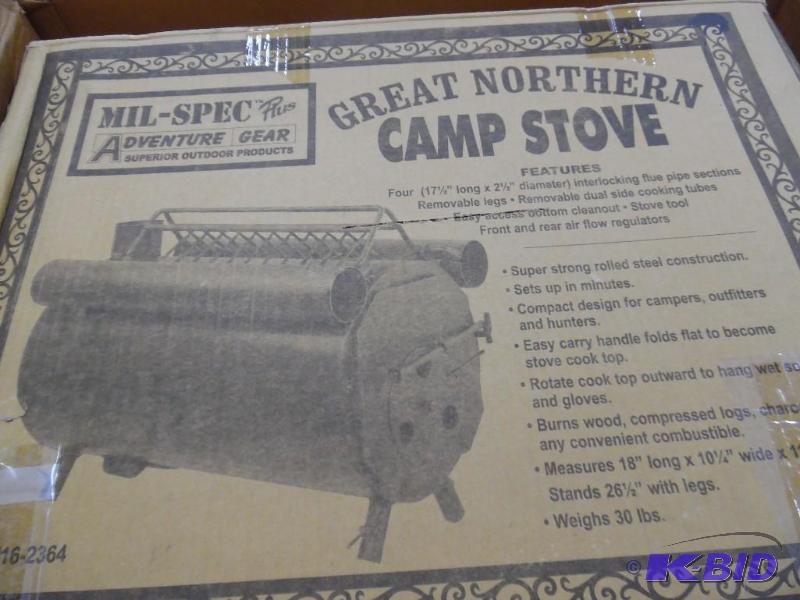 MIL-SPEC™ Plus
ADVENTURE GEAR
SUPERIOR OUTDOOR PRODUCTS
GREAT NORTHERN
CAMP STOVE
FEATURES
Four (17½" long x 2½" diameter) interlocking flue pipe sections
Removable legs • Removable dual side cooking tubes
Easy-access bottom cleanout • Stove tool
Front and rear air flow regulators
• Super strong rolled steel construction.
• Sets up in minutes.
• Compact design for campers, outfitters
and hunters.
• Easy carry handle folds flat to become
stove cook top.
• Rotate cook top outward to hang wet
and gloves.
• Burns wood, compressed logs,
any convenient combustible.
• Measures 18" long x 10¼" wide x
Stands 26½" with legs.
• Weighs 30 lbs.
16-2364
© K-BID